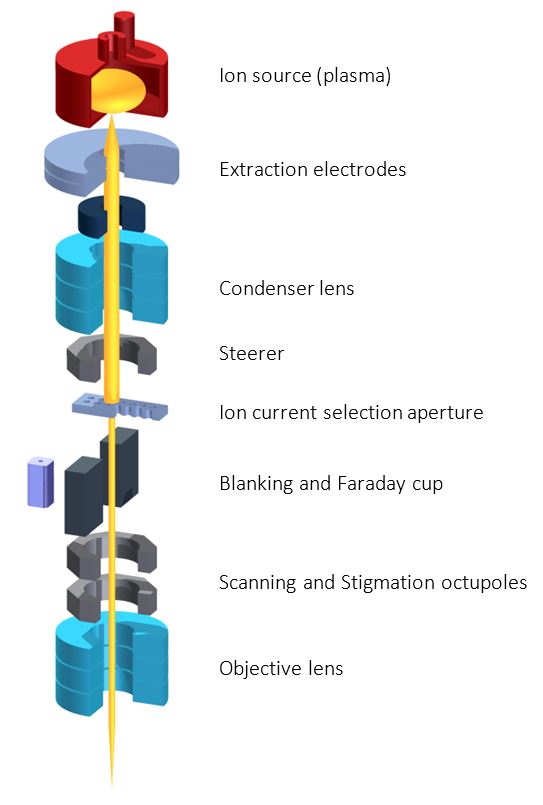 Ion source (plasma)
Extraction electrodes
Condenser lens
Steerer
Ion current selection aperture
Blanking and Faraday cup
Scanning and Stigmation octupoles
Objective lens